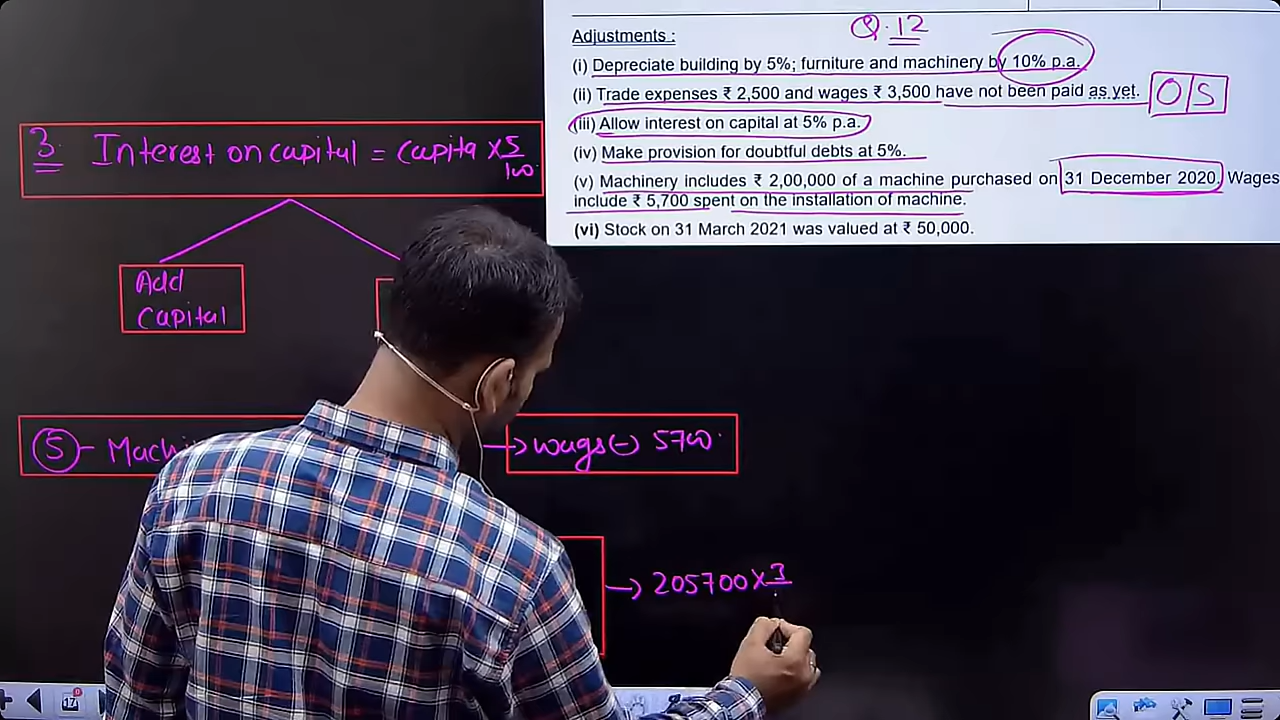 Q.12
Adjustments :
(i) Depreciate building by 5%; furniture and machinery by 10% p.a.
(ii) Trade expenses ₹ 2,500 and wages ₹ 3,500 have not been paid as yet. O/S
(iii) Allow interest on capital at 5% p.a.
(iv) Make provision for doubtful debts at 5%.
(v) Machinery includes ₹ 2,00,000 of a machine purchased on 31 December 2020. Wages
include ₹ 5,700 spent on the installation of machine.
(vi) Stock on 31 March 2021 was valued at ₹ 50,000.
3. Interest on capital = capita × 5/100
Add
Capital
5 - Machi
→ wags (-) 5700
→ 205700 × 3
17